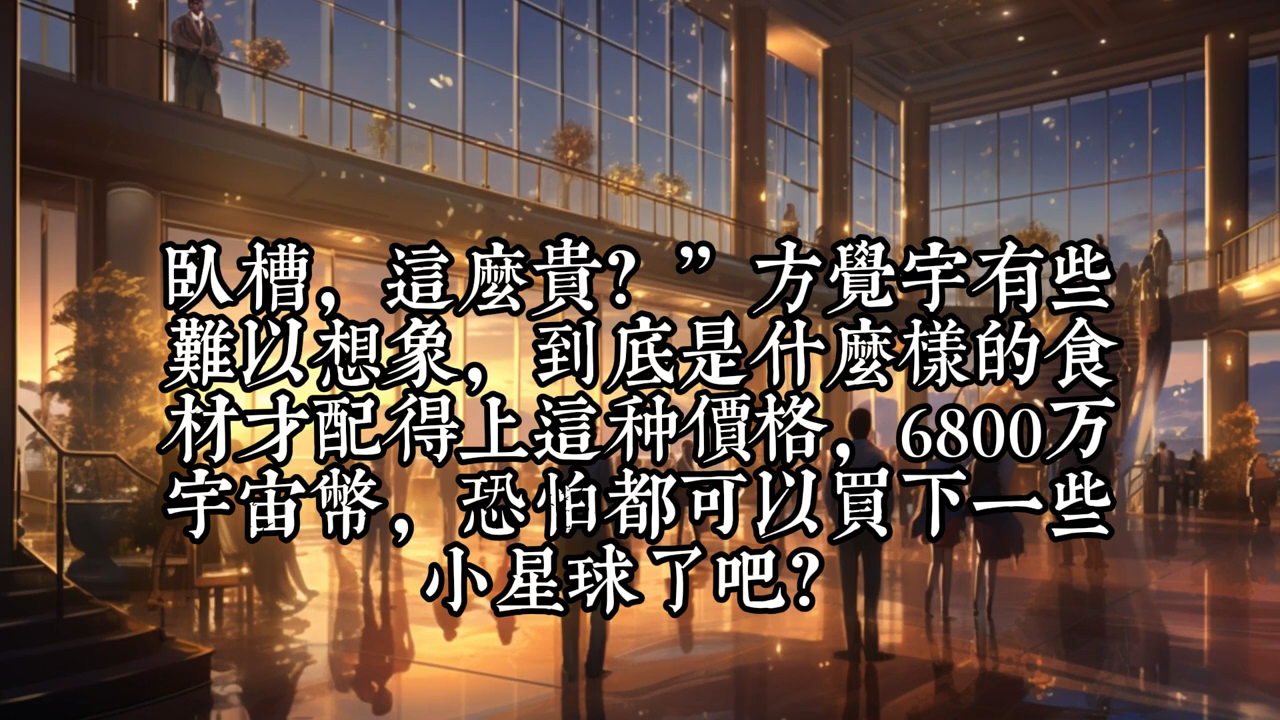 臥槽，這麼貴？”方覺宇有些
難以想象，到底是什麼樣的食
材才配得上這种價格，6800万
宇宙幣，恐怕都可以買下一些
小星球了吧？